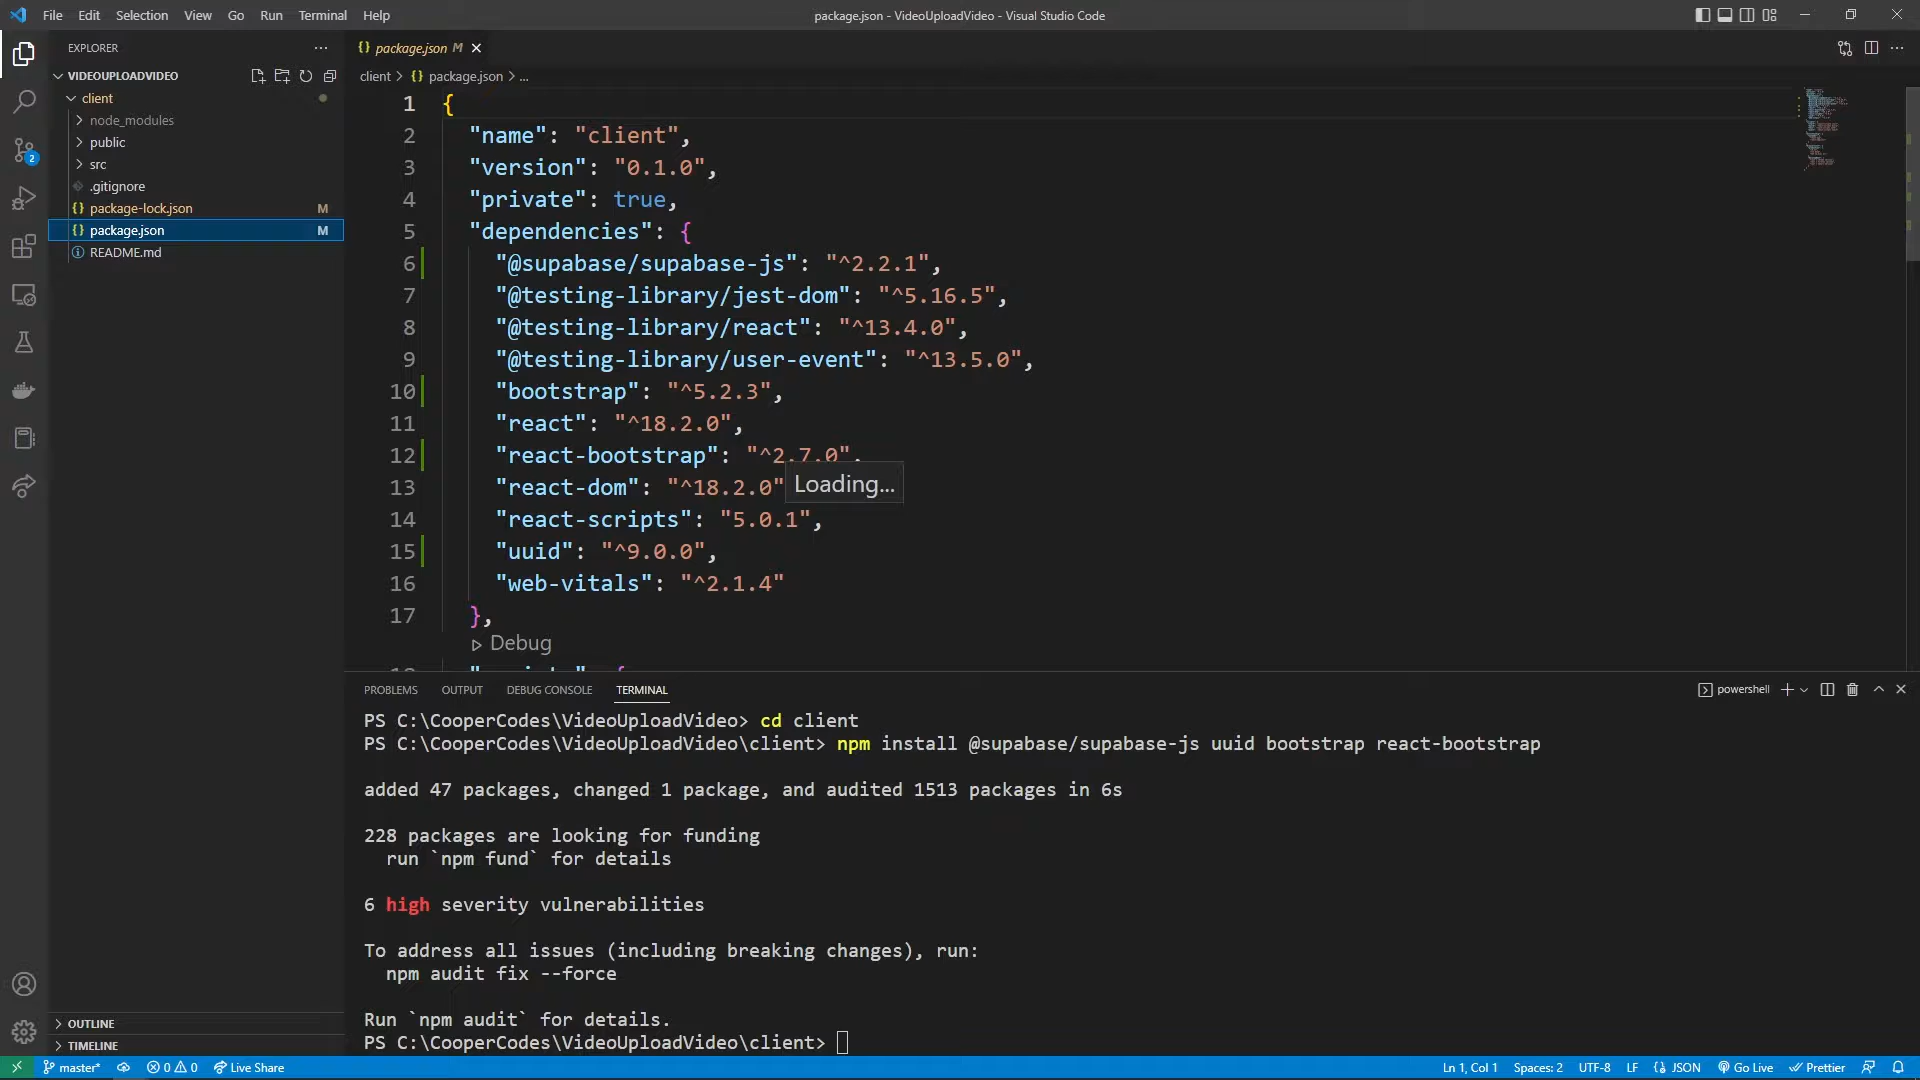 File Edit Selection View Go Run Terminal Help
package.json - VideoUploadVideo - Visual Studio Code
EXPLORER
VIDEOUPLOADVIDEO
client
node_modules
public
src
.gitignore
package-lock.json M
package.json M
README.md
OUTLINE
TIMELINE
{} package.json M
client > {} package.json > ...
1 {
2 "name": "client",
3 "version": "0.1.0",
4 "private": true,
5 "dependencies": {
6 "@supabase/supabase-js": "^2.2.1",
7 "@testing-library/jest-dom": "^5.16.5",
8 "@testing-library/react": "^13.4.0",
9 "@testing-library/user-event": "^13.5.0",
10 "bootstrap": "^5.2.3",
11 "react": "^18.2.0",
12 "react-bootstrap": "^2.7.0",
13 "react-dom": "^18.2.0"
Loading...
14 "react-scripts": "5.0.1",
15 "uuid": "^9.0.0",
16 "web-vitals": "^2.1.4"
17 },
Debug
PROBLEMS OUTPUT DEBUG CONSOLE TERMINAL
powershell
PS C:\CooperCodes\VideoUploadVideo> cd client
PS C:\CooperCodes\VideoUploadVideo\client> npm install @supabase/supabase-js uuid bootstrap react-bootstrap
added 47 packages, changed 1 package, and audited 1513 packages in 6s
228 packages are looking for funding
run `npm fund` for details
6 high severity vulnerabilities
To address all issues (including breaking changes), run:
npm audit fix --force
Run `npm audit` for details.
PS C:\CooperCodes\VideoUploadVideo\client>
2
master* 0 0 Live Share
Ln 1, Col 1 Spaces: 2 UTF-8 LF {} JSON Go Live Prettier